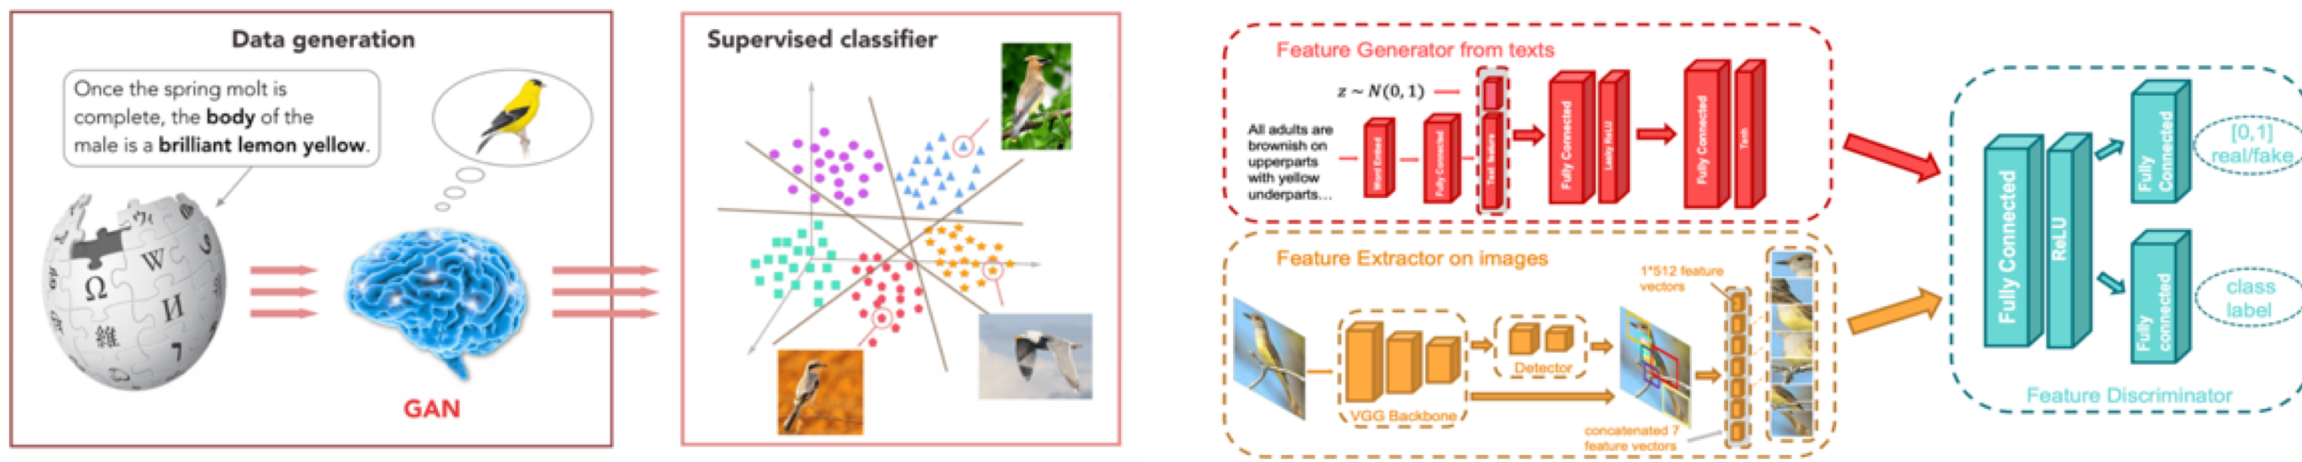 Data generation
Once the spring molt is
complete, the body of the
male is a brilliant lemon yellow.
Ω
W
И
維
7
GAN
Supervised classifier
Feature Generator from texts
z ~ N(0, 1)
All adults are
brownish on
upperparts
with yellow
underparts...
Word Embed
Fully Connected
Text feature
Fully Connected
Leaky ReLU
Fully Connected
Tanh
Feature Extractor on images
VGG Backbone
Detector
1*512 feature
vectors
concatenated 7
feature vectors
Fully Connected
ReLU
Fully
Connected
[0,1]
real/fake
Fully
connected
class
label
Feature Discriminator